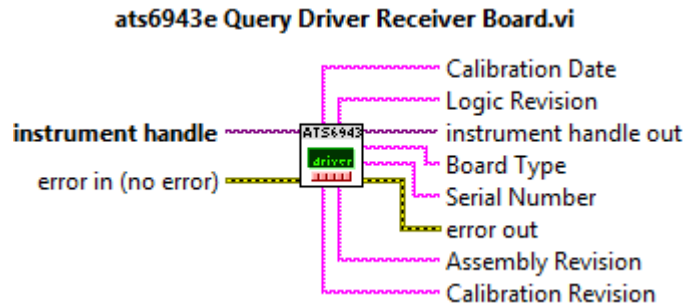 ats6943e Query Driver Receiver Board.vi
Calibration Date
Logic Revision
instrument handle
ATS6943
instrument handle out
driver
Board Type
error in (no error)
Serial Number
error out
Assembly Revision
Calibration Revision